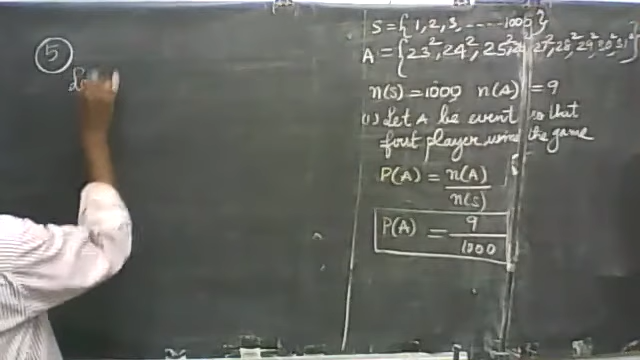 5
S = {1, 2, 3, ......1000}
A = {23², 24², 25², 26², 27², 28², 29², 30², 31²}
n(S) = 1000 n(A) = 9
(1) Let A be event so that
first player wins the game
P(A) = n(A)
n(S)
P(A) = 9
1000